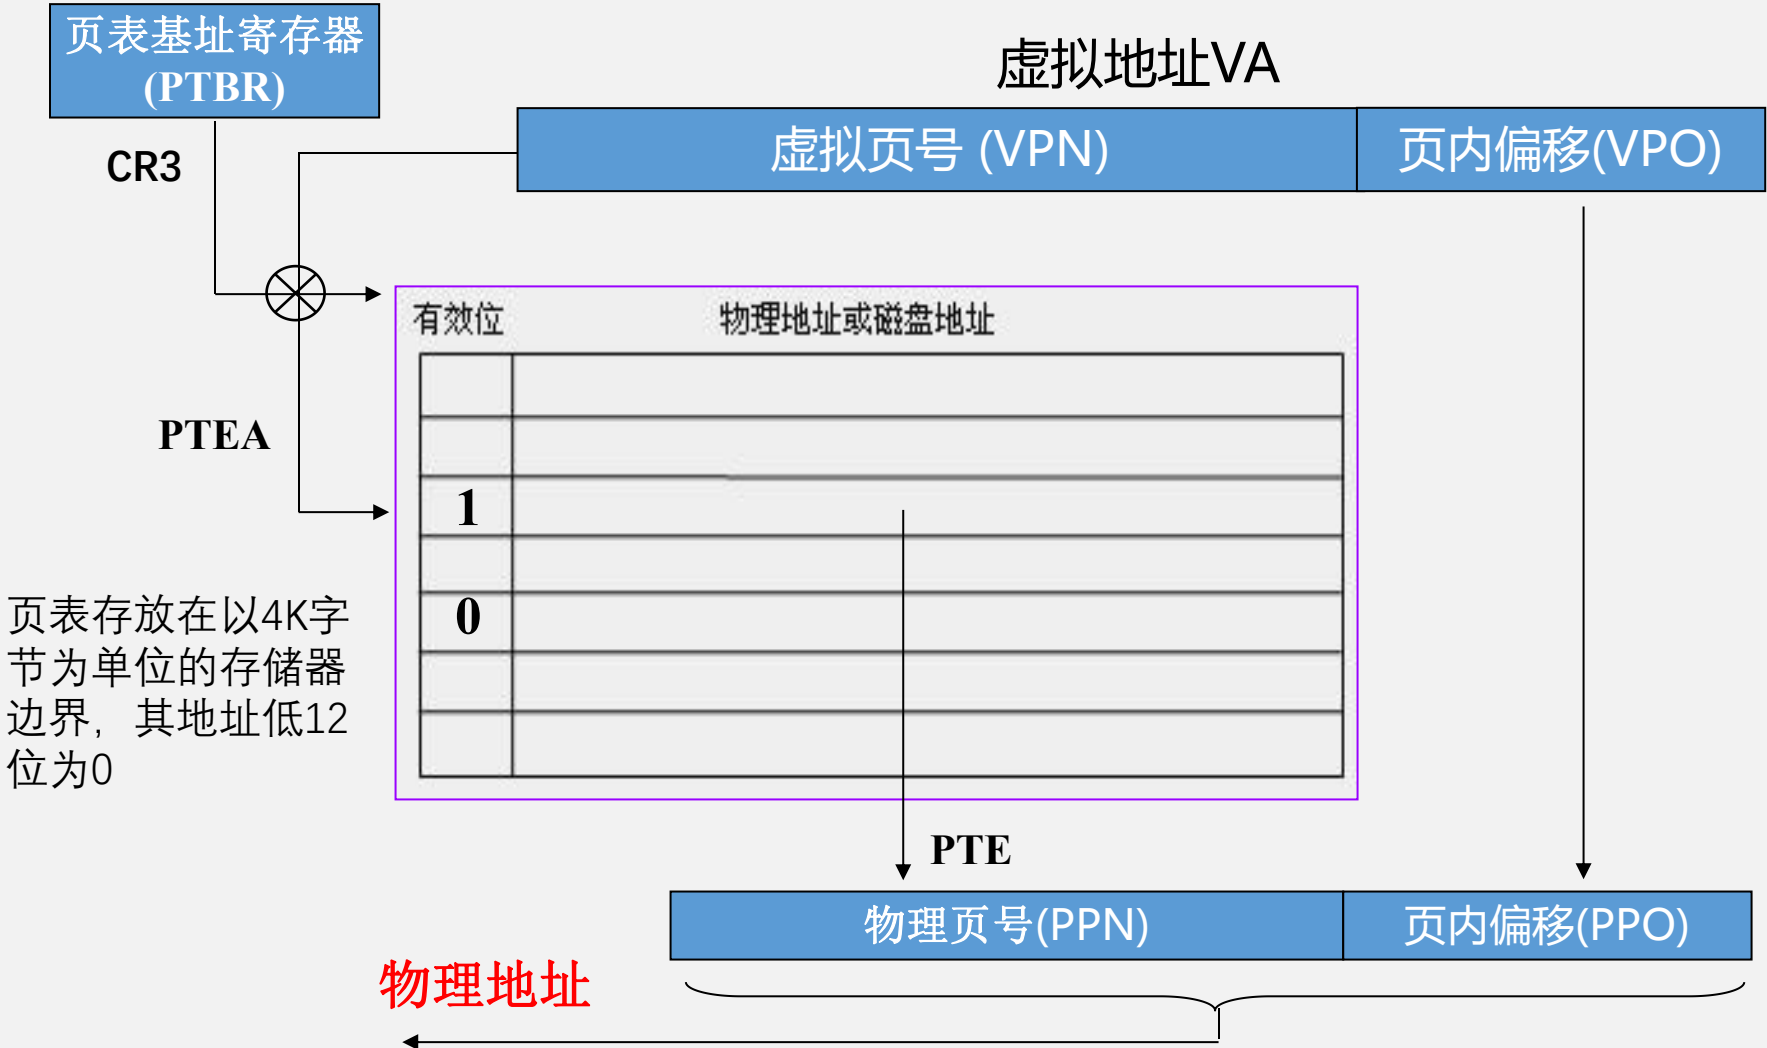 页表基址寄存器
(PTBR)
虚拟地址VA
虚拟页号 (VPN)
页内偏移(VPO)
CR3
有效位
物理地址或磁盘地址
PTEA
1
0
页表存放在以4K字
节为单位的存储器
边界，其地址低12
位为0
PTE
物理页号(PPN)
页内偏移(PPO)
物理地址